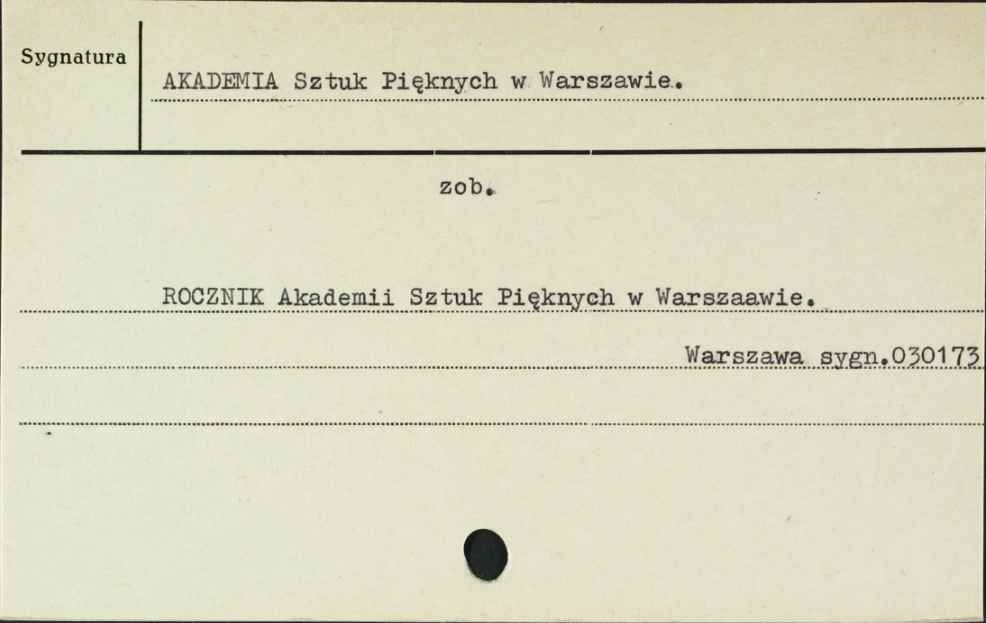 Sygnatura
AKADEMIA Sztuk Pięknych w Warszawie.
zob.
ROCZNIK Akademii Sztuk Pięknych w Warszaawie.
Warszawa sygn.030173